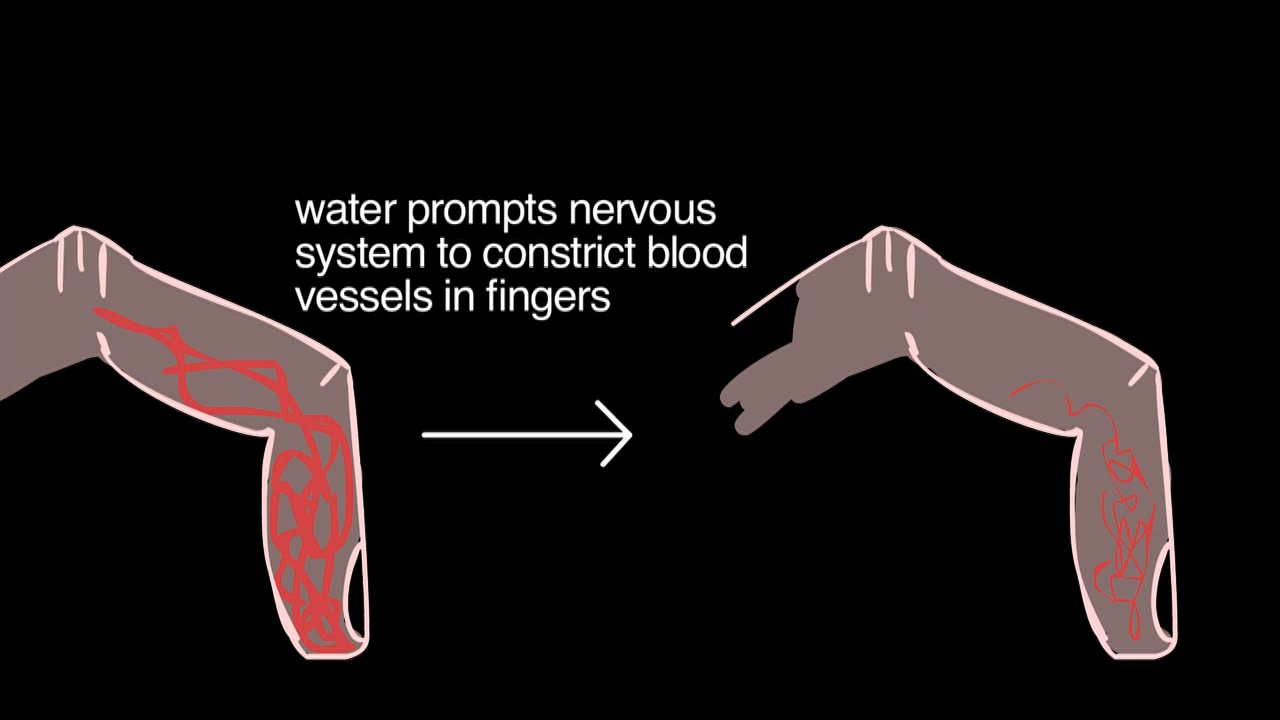 water prompts nervous
system to constrict blood
vessels in fingers